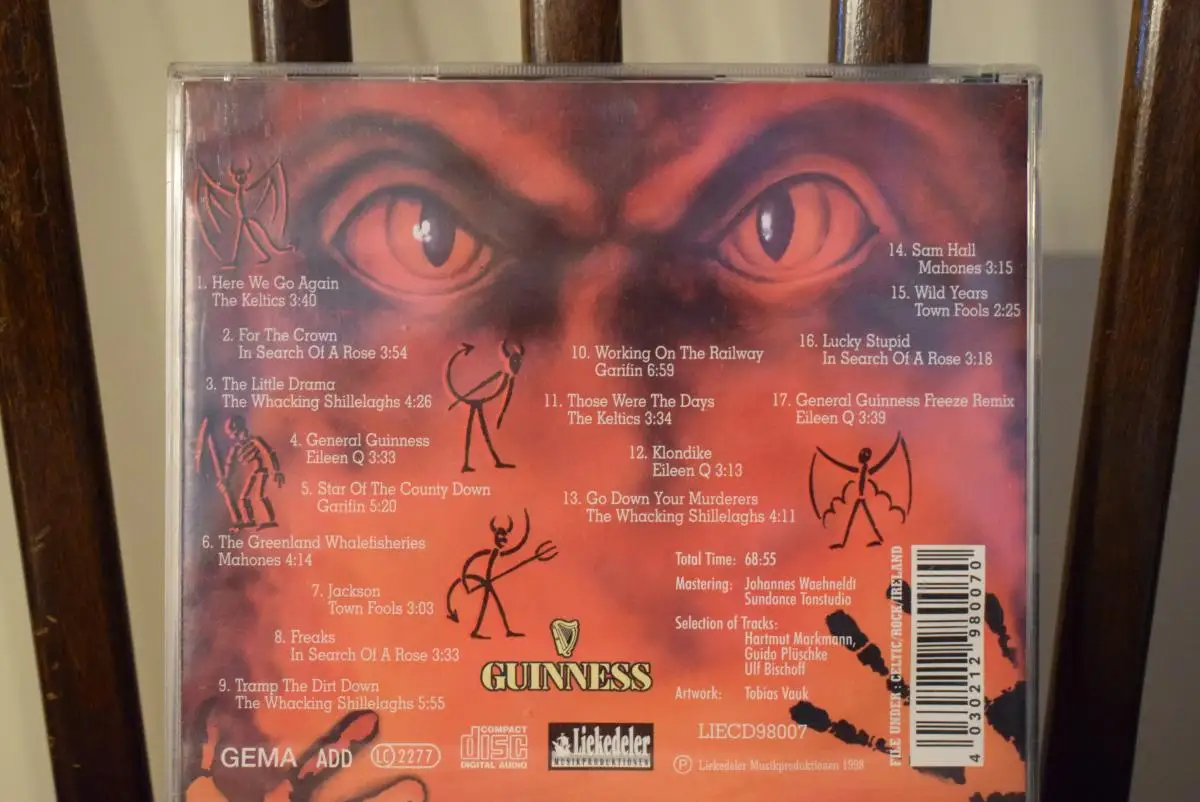 1. Here We Go Again
The Keltics 3:40
2. For The Crown
In Search Of A Rose 3:54
3. The Little Drama
The Whacking Shillelaghs 4:26
4. General Guinness
Eileen Q 3:33
5. Star Of The County Down
Garifin 5:20
6. The Greenland Whalefisheries
Mahones 4:14
7. Jackson
Town Fools 3:03
8. Freaks
In Search Of A Rose 3:33
9. Tramp The Dirt Down
The Whacking Shillelaghs 5:55
10. Working On The Railway
Garifin 6:59
11. Those Were The Days
The Keltics 3:34
12. Klondike
Eileen Q 3:13
13. Go Down Your Murderers
The Whacking Shillelaghs 4:11
14. Sam Hall
Mahones 3:15
15. Wild Years
Town Fools 2:25
16. Lucky Stupid
In Search Of A Rose 3:18
17. General Guinness Freeze Remix
Eileen Q 3:39
Total Time: 68:55
Mastering: Johannes Waehneldt
Sundance Tonstudio
Selection of Tracks:
Hartmut Markmann,
Guido Plüschke
Ulf Bischoff
Artwork: Tobias Vauk
GUINNESS
GEMA ADD LC 2277
COMPACT
disc
DIGITAL AUDIO
Liekedeler
MUSIKPRODUKTIONEN
LIECD98007
Ⓟ Liekedeler Musikproduktionen 1998
FILE UNDER: CELTIC/ROCK/IRELAND
4 030212 980070